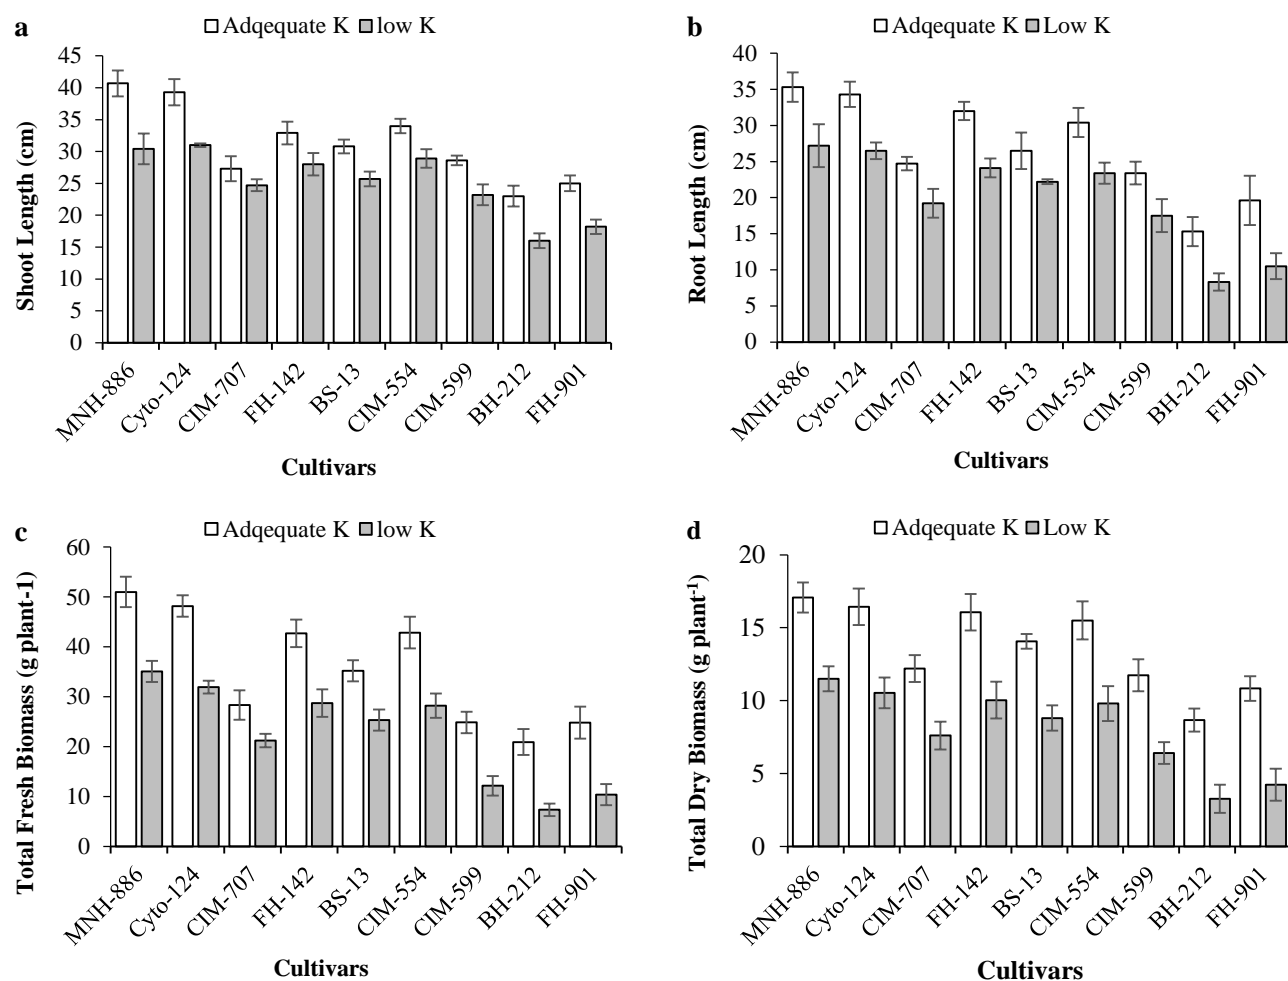 a
Adqequate K low K
45
40
35
30
25
20
15
10
5
0
Shoot Length (cm)
MNH-886
Cyto-124
CIM-707
FH-142
BS-13
CIM-554
CIM-599
BH-212
FH-901
Cultivars
b
Adqequate K Low K
40
35
30
25
20
15
10
5
0
Root Length (cm)
MNH-886
Cyto-124
CIM-707
FH-142
BS-13
CIM-554
CIM-599
BH-212
FH-901
Cultivars
c
Adqequate K low K
60
50
40
30
20
10
0
Total Fresh Biomass (g plant-1)
MNH-886
Cyto-124
CIM-707
FH-142
BS-13
CIM-554
CIM-599
BH-212
FH-901
Cultivars
d
Adqequate K Low K
20
15
10
5
0
Total Dry Biomass (g plant⁻¹)
MNH-886
Cyto-124
CIM-707
FH-142
BS-13
CIM-554
CIM-599
BH-212
FH-901
Cultivars